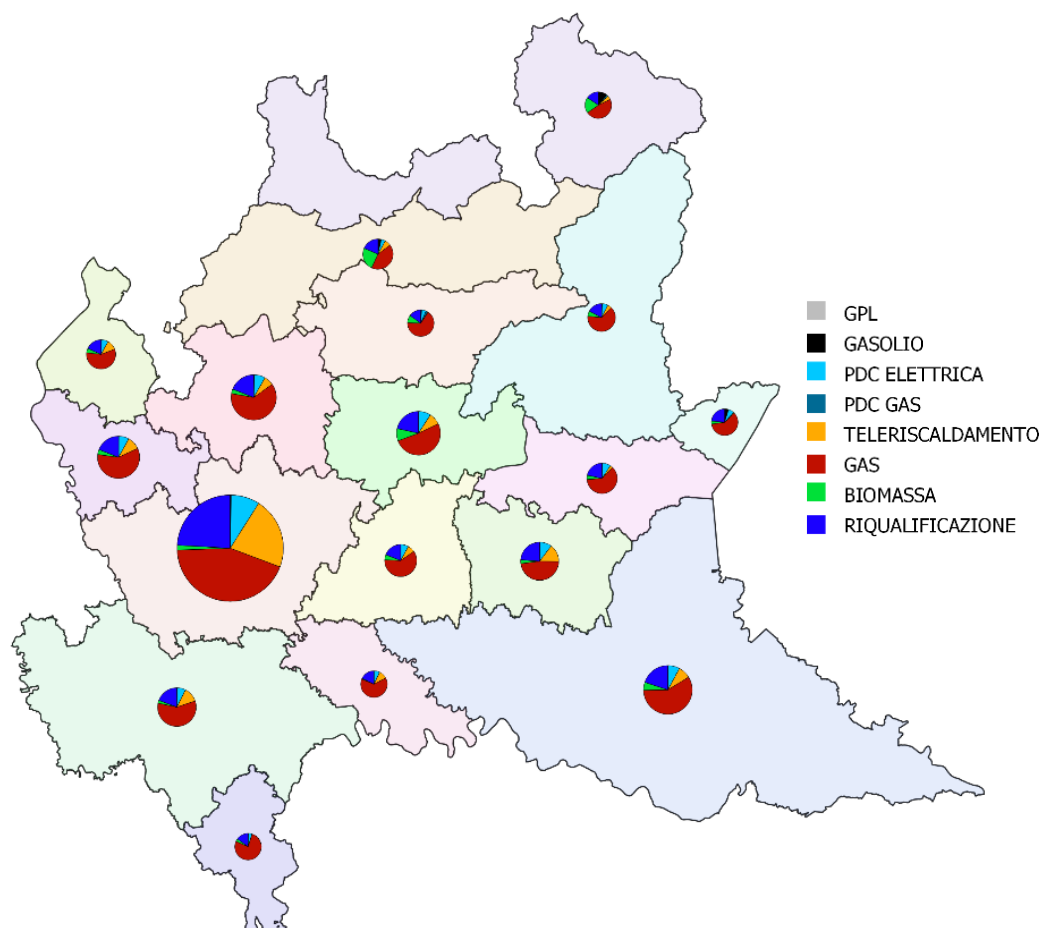 GPL
GASOLIO
PDC ELETTRICA
PDC GAS
TELERISCALDAMENTO
GAS
BIOMASSA
RIQUALIFICAZIONE